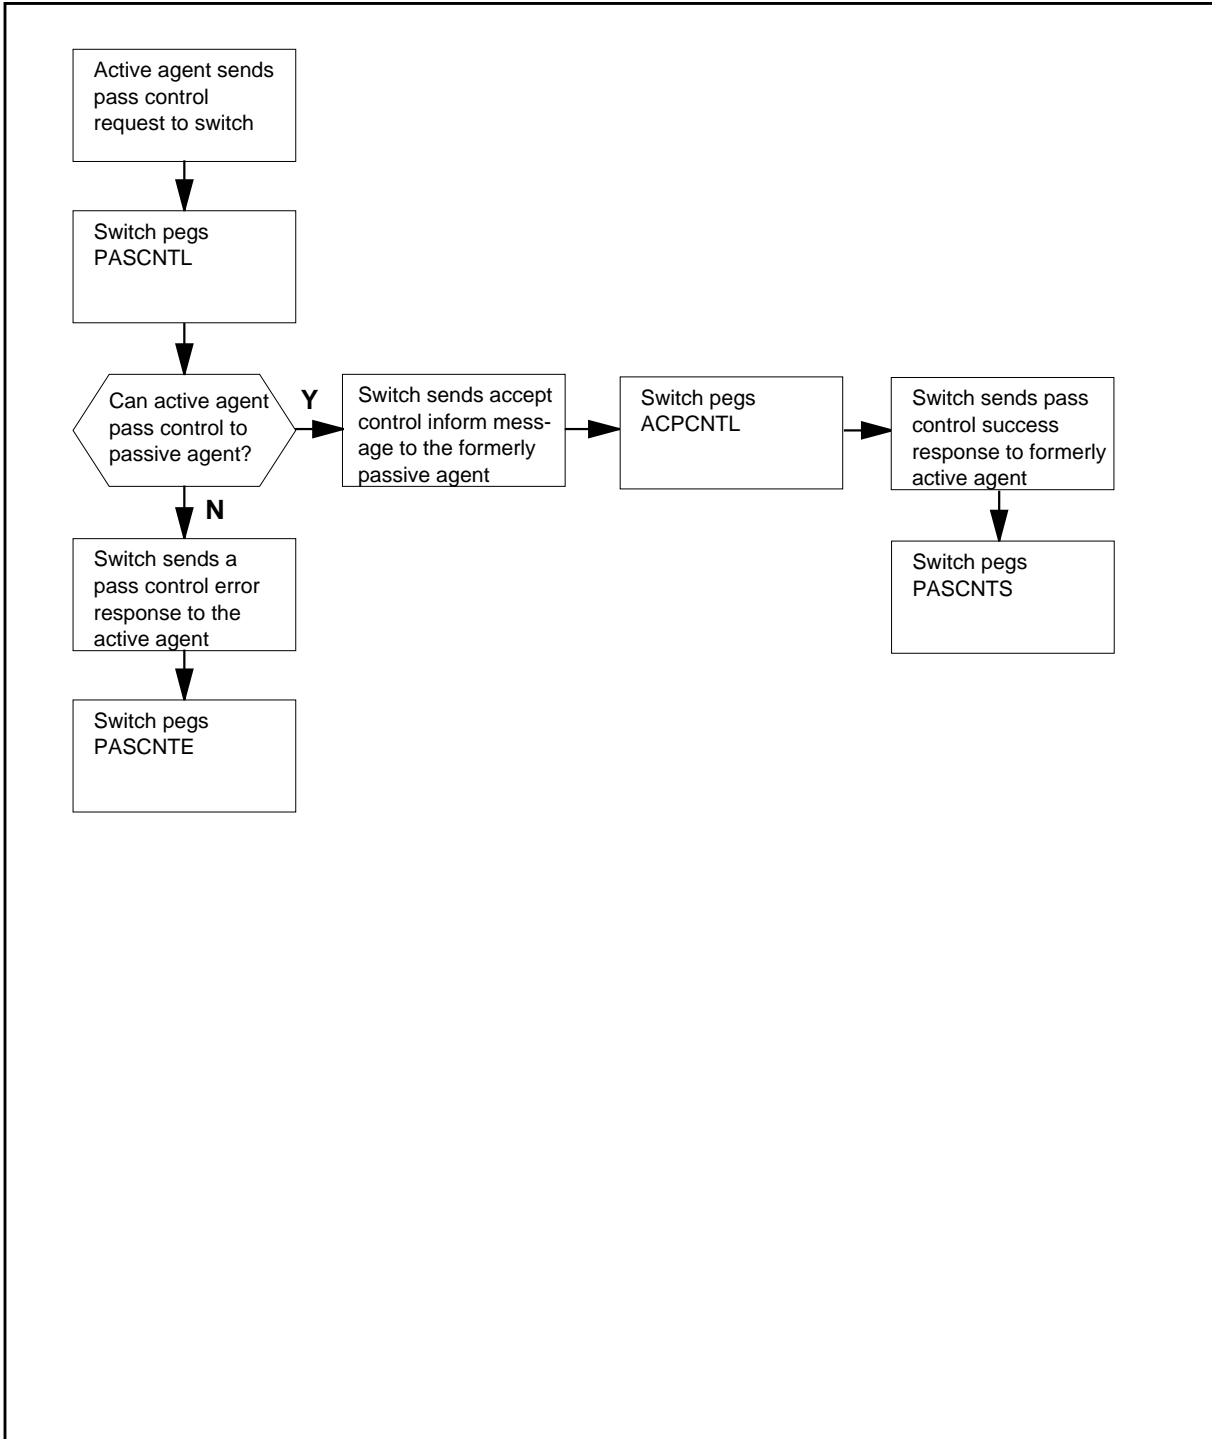 Active agent sends
pass control
request to switch
Switch pegs
PASCNTL
Can active agent
pass control to
passive agent?
Y
Switch sends accept
control inform mess-
age to the formerly
passive agent
Switch pegs
ACPCNTL
Switch sends pass
control success
response to formerly
active agent
N
Switch sends a
pass control error
response to the
active agent
Switch pegs
PASCNTS
Switch pegs
PASCNTE